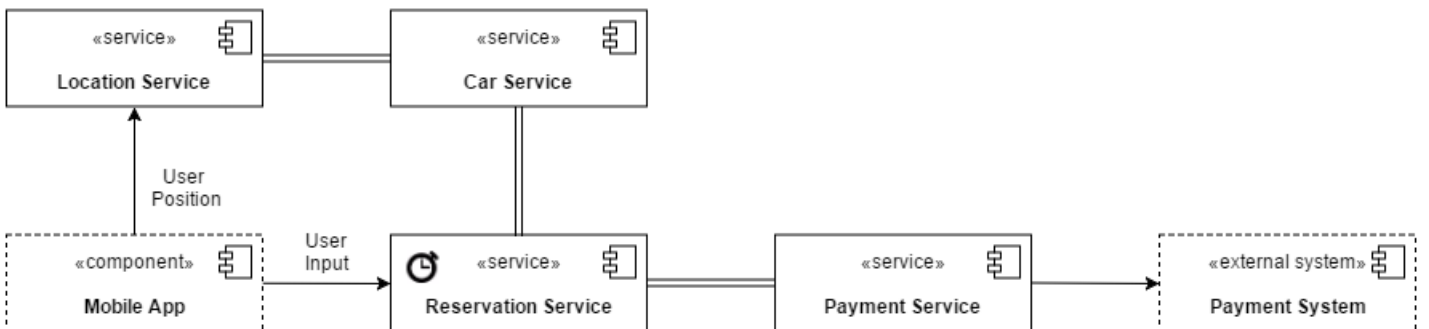 «service»
Location Service
«service»
Car Service
User
Position
«component»
Mobile App
User
Input
«service»
Reservation Service
«service»
Payment Service
«external system»
Payment System